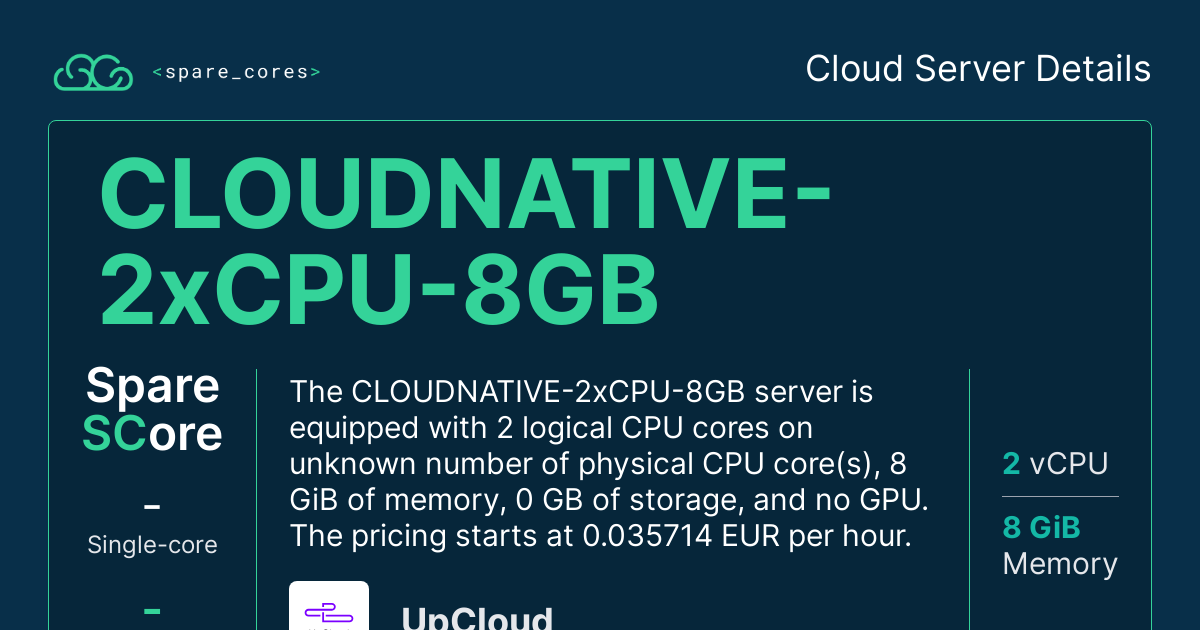 <spare_cores>
Cloud Server Details
CLOUDNATIVE-
2xCPU-8GB
Spare
SCore
–
Single-core
–
The CLOUDNATIVE-2xCPU-8GB server is
equipped with 2 logical CPU cores on
unknown number of physical CPU core(s), 8
GiB of memory, 0 GB of storage, and no GPU.
The pricing starts at 0.035714 EUR per hour.
UpCloud
2 vCPU
8 GiB
Memory